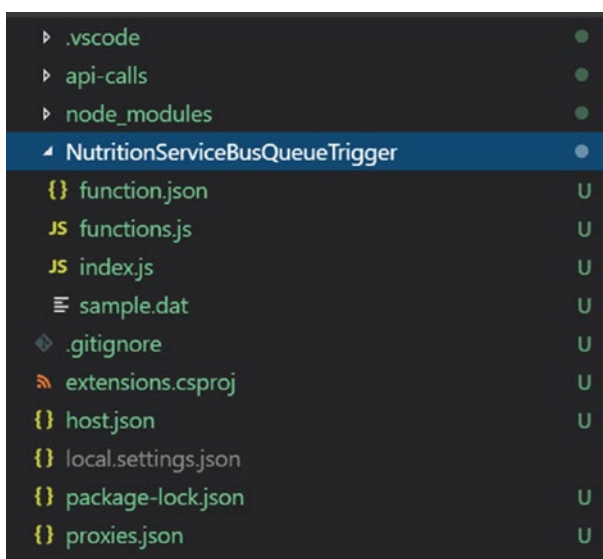 .vscode
api-calls
node_modules
NutritionServiceBusQueueTrigger
{} function.json U
JS functions.js U
JS index.js U
sample.dat U
.gitignore U
extensions.csproj U
{} host.json U
{} local.settings.json
{} package-lock.json U
{} proxies.json U